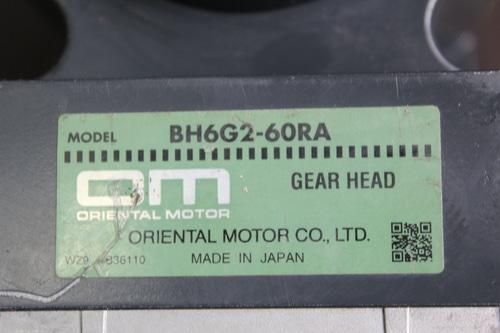 MODEL BH6G2-60RA
om GEAR HEAD
ORIENTAL MOTOR
ORIENTAL MOTOR CO., LTD.
MADE IN JAPAN